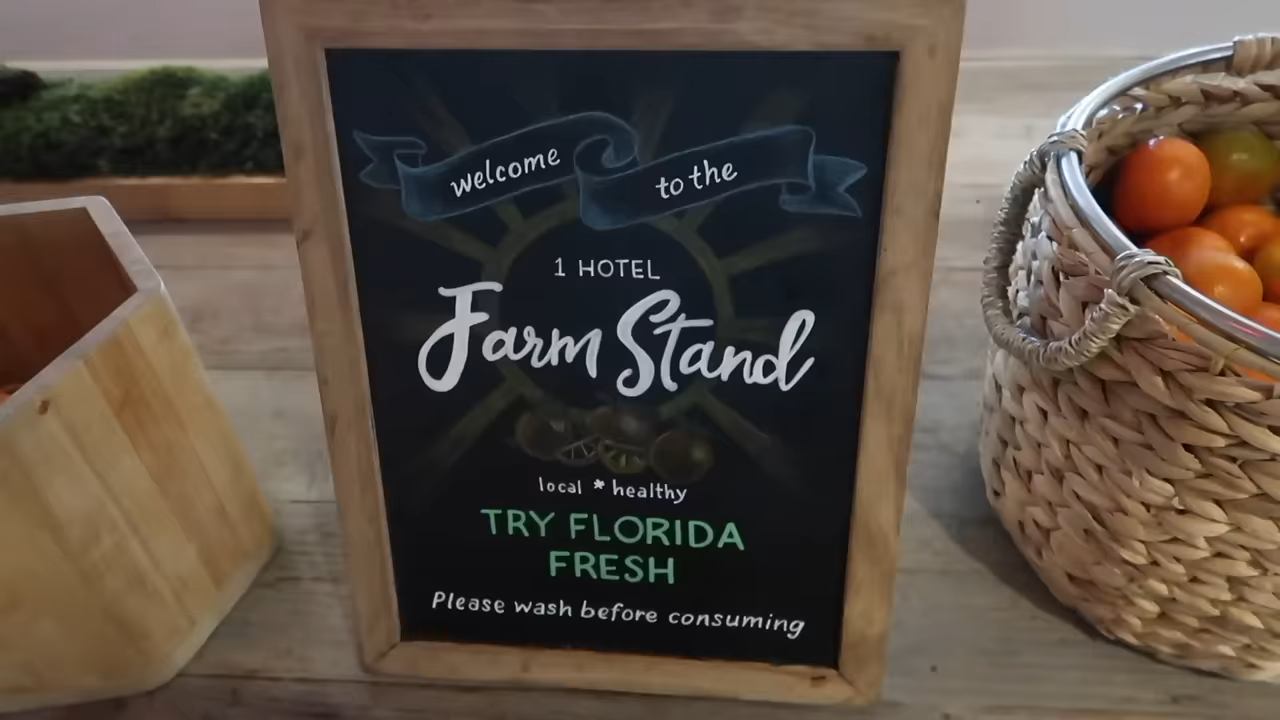 welcome to the
1 HOTEL
Farm Stand
local * healthy
TRY FLORIDA
FRESH
Please wash before consuming